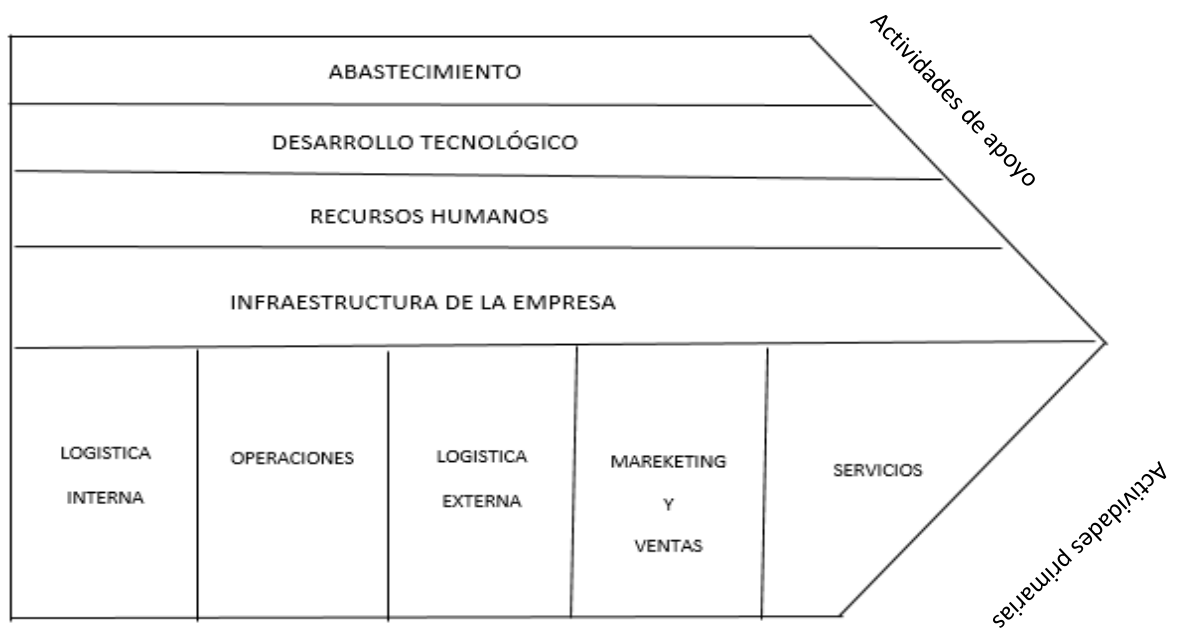 ABASTECIMIENTO
Actividades de apoyo
DESARROLLO TECNOLÓGICO
RECURSOS HUMANOS
INFRAESTRUCTURA DE LA EMPRESA
LOGISTICA
INTERNA
OPERACIONES
LOGISTICA
EXTERNA
MAREKETING
Y
VENTAS
SERVICIOS
Actividades primarias